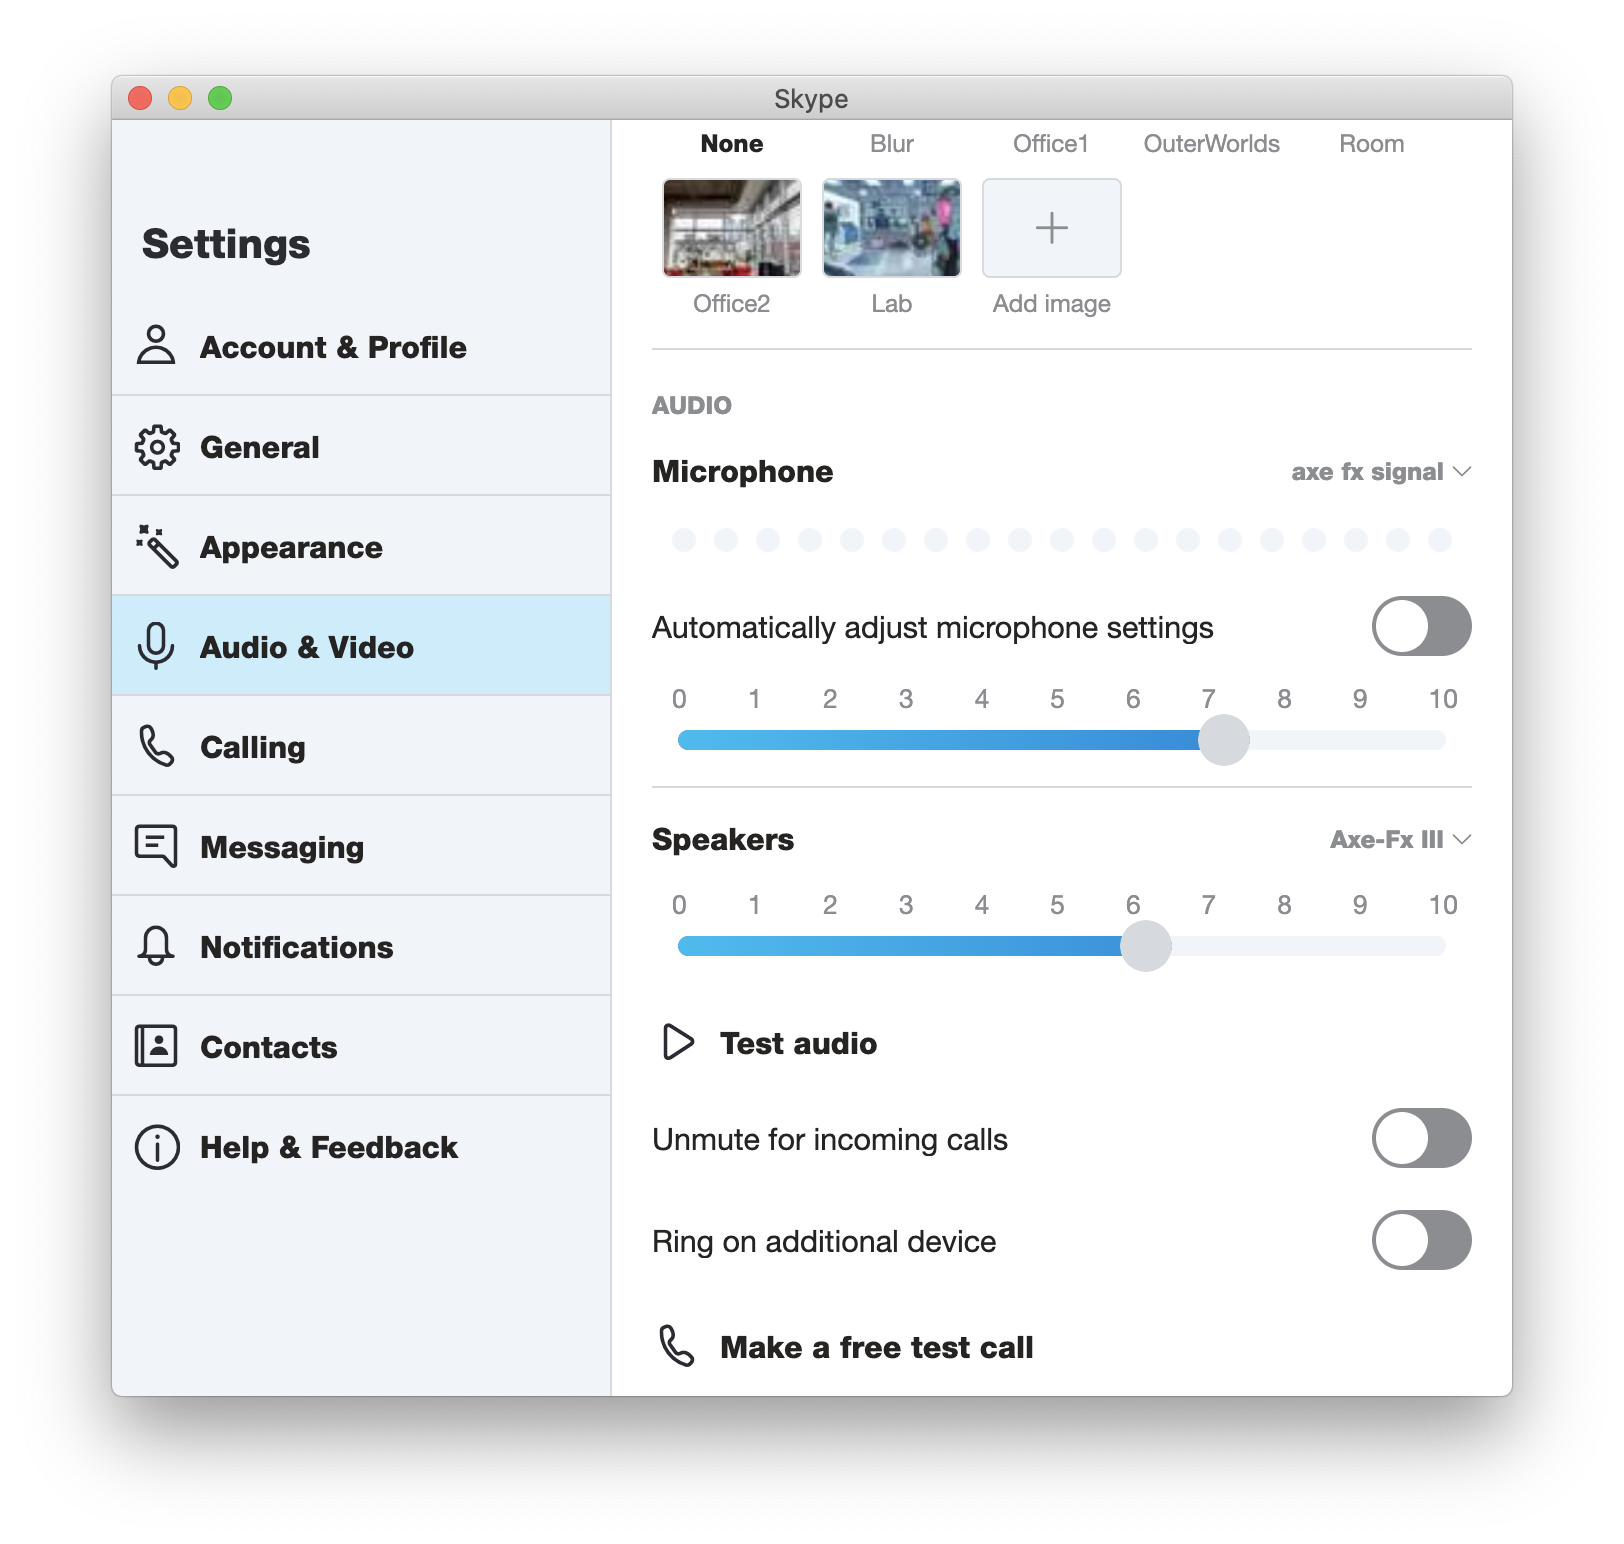 Skype
None Blur Office1 OuterWorlds Room
Office2 Lab Add image
Settings
Account & Profile
General
Appearance
Audio & Video
Calling
Messaging
Notifications
Contacts
Help & Feedback
AUDIO
Microphone axe fx signal
Automatically adjust microphone settings
0 1 2 3 4 5 6 7 8 9 10
Speakers Axe-Fx III
0 1 2 3 4 5 6 7 8 9 10
Test audio
Unmute for incoming calls
Ring on additional device
Make a free test call